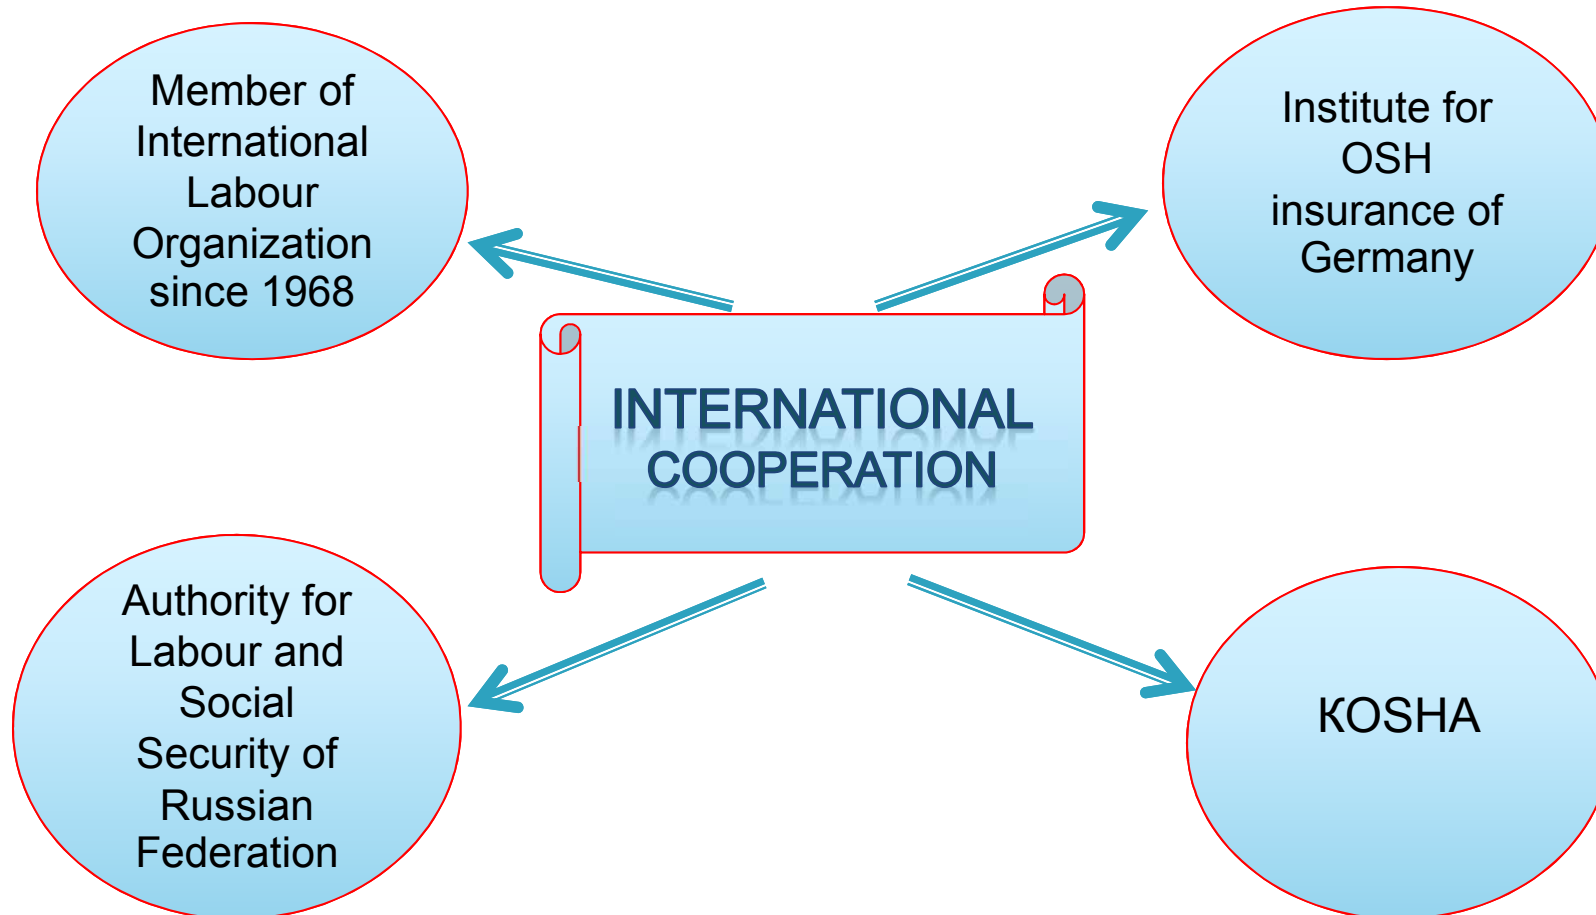 Member of
International
Labour
Organization
since 1968
Institute for
OSH
insurance of
Germany
INTERNATIONAL
COOPERATION
Authority for
Labour and
Social
Security of
Russian
Federation
KOSHA